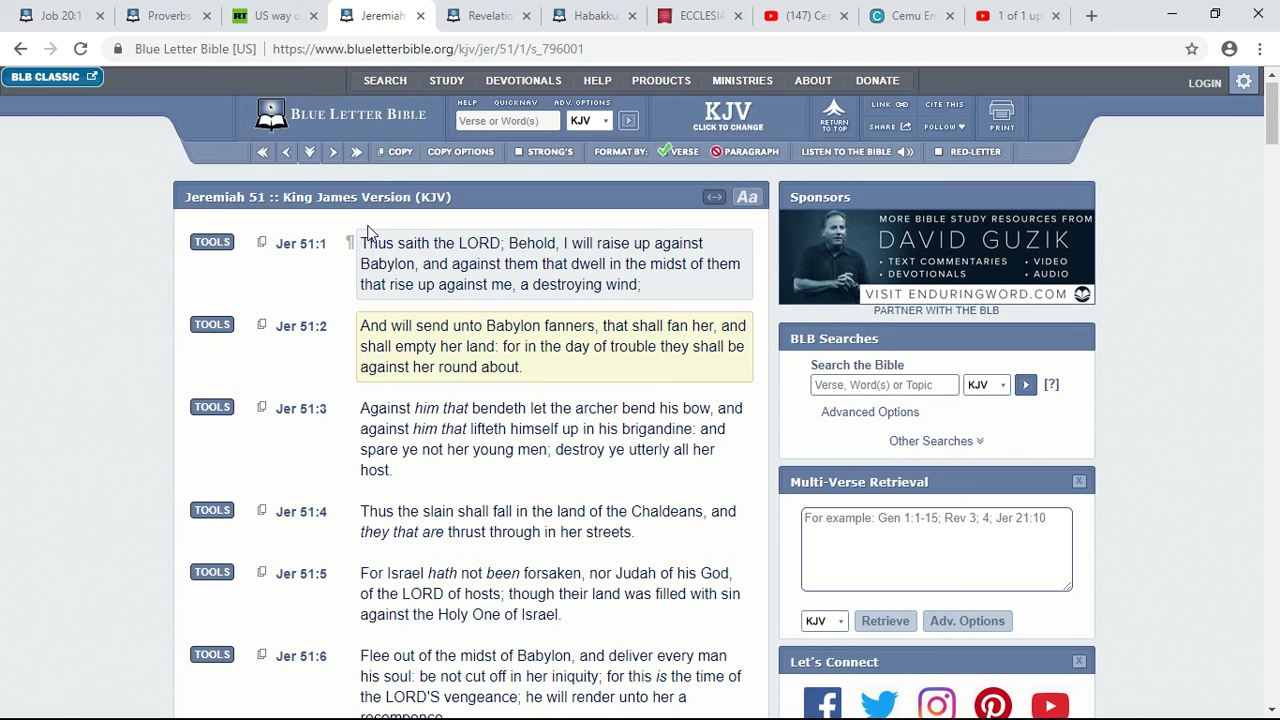 Job 20:1
Proverbs
RT
US way o
Jeremiah
Revelatio
Habakku
ECCLESIA
(147) Ce
Cemu En
1 of 1 up
Blue Letter Bible [US]
https://www.blueletterbible.org/kjv/jer/51/1/s_796001
BLB CLASSIC
SEARCH STUDY DEVOTIONALS HELP PRODUCTS MINISTRIES ABOUT DONATE
LOGIN
BLUE LETTER BIBLE
HELP QUICKNAV ADV. OPTIONS
Verse or Word(s) KJV
KJV
CLICK TO CHANGE
RETURN
TO TOP
LINK CITE THIS
SHARE FOLLOW
PRINT
COPY COPY OPTIONS STRONG'S FORMAT BY: VERSE PARAGRAPH LISTEN TO THE BIBLE RED-LETTER
Jeremiah 51 :: King James Version (KJV)
Aa
TOOLS Jer 51:1 ¶ Thus saith the LORD; Behold, I will raise up against
Babylon, and against them that dwell in the midst of them
that rise up against me, a destroying wind;
TOOLS Jer 51:2 And will send unto Babylon fanners, that shall fan her, and
shall empty her land: for in the day of trouble they shall be
against her round about.
TOOLS Jer 51:3 Against him that bendeth let the archer bend his bow, and
against him that lifteth himself up in his brigandine: and
spare ye not her young men; destroy ye utterly all her
host.
TOOLS Jer 51:4 Thus the slain shall fall in the land of the Chaldeans, and
they that are thrust through in her streets.
TOOLS Jer 51:5 For Israel hath not been forsaken, nor Judah of his God,
of the LORD of hosts; though their land was filled with sin
against the Holy One of Israel.
TOOLS Jer 51:6 Flee out of the midst of Babylon, and deliver every man
his soul: be not cut off in her iniquity; for this is the time of
the LORD'S vengeance; he will render unto her a
recompence
Sponsors
MORE BIBLE STUDY RESOURCES FROM
DAVID GUZIK
• TEXT COMMENTARIES • VIDEO
• DEVOTIONALS • AUDIO
VISIT ENDURINGWORD.COM
PARTNER WITH THE BLB
BLB Searches
Search the Bible
Verse, Word(s) or Topic KJV [?]
Advanced Options
Other Searches
Multi-Verse Retrieval X
For example: Gen 1:1-15; Rev 3; 4; Jer 21:10
KJV Retrieve Adv. Options
Let's Connect X